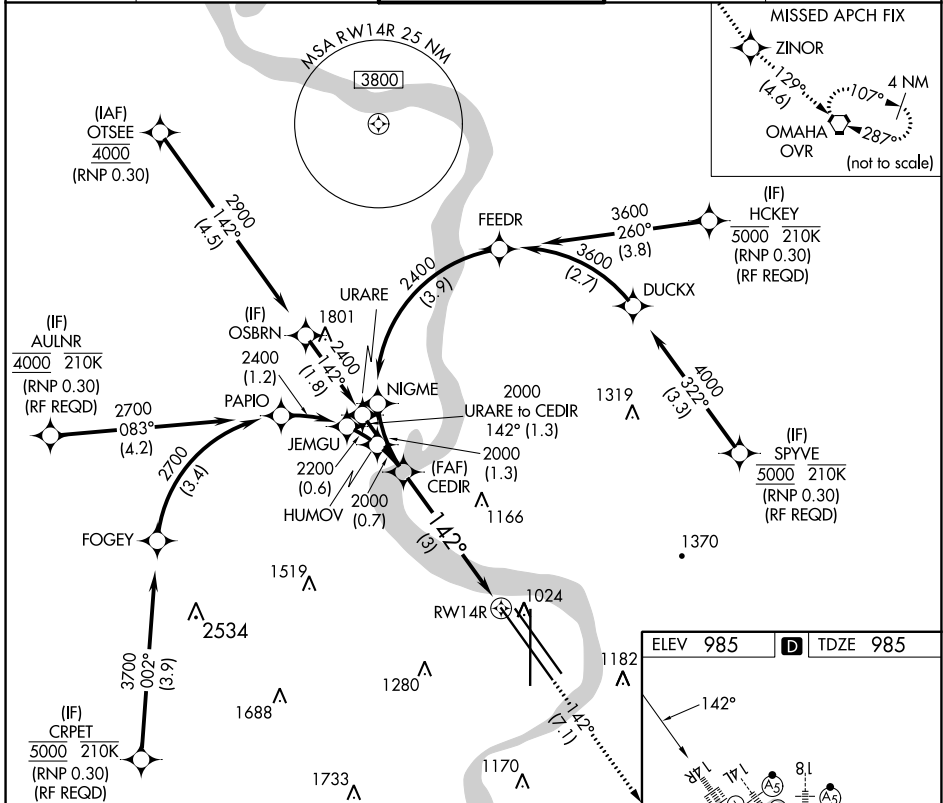 MISSED APCH FIX
ZINOR
129°
(4.6)
107°
4 NM
OMAHA
OVR
287°
(not to scale)
MSA RW14R 25 NM
3800
(IAF)
OTSEE
4000
(RNP 0.30)
2900
142°
(4.5)
FEEDR
3600
260°
(3.8)
(IF)
HCKEY
5000 210K
(RNP 0.30)
(RF REQD)
3600
(2.7)
2400
(3.9)
DUCKX
URARE
(IF)
OSBRN
1801
2400
142°
(1.8)
(IF)
AULNR
4000 210K
(RNP 0.30)
(RF REQD)
2400
(1.2)
PAPIO
NIGME
4000
322°
(3.3)
2000
URARE to CEDIR
142° (1.3)
1319
2700
083°
(4.2)
JEMGU
2000
(1.3)
(IF)
SPYVE
5000 210K
(RNP 0.30)
(RF REQD)
2700
(3.4)
2200
(0.6)
HUMOV
2000
(0.7)
(FAF)
CEDIR
1166
142°
(3)
FOGEY
1370
1519
RW14R
1024
2534
3700
002°
(3.9)
1280
1182
1688
142°
(7.1)
(IF)
CRPET
5000 210K
(RNP 0.30)
(RF REQD)
1733
1170
ELEV 985
D
TDZE 985
142°
14R
14L
18
A5
A5